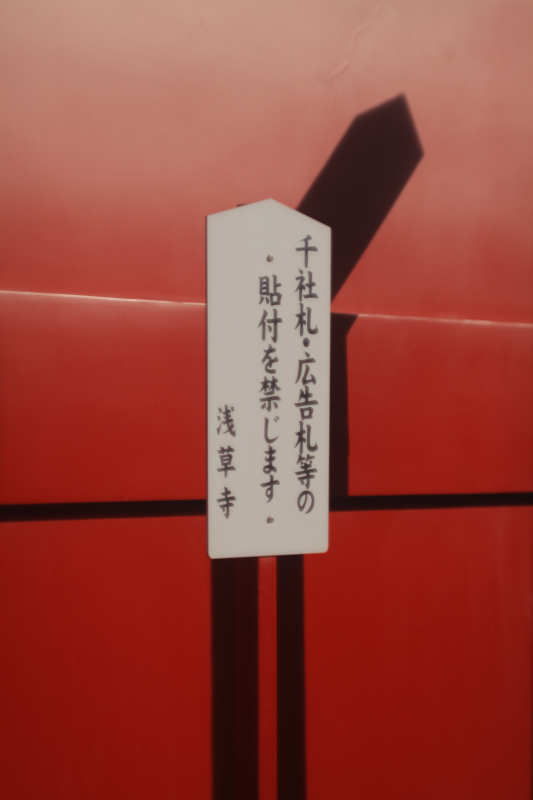 千社札・広告札等の
貼付を禁じます。
浅草寺